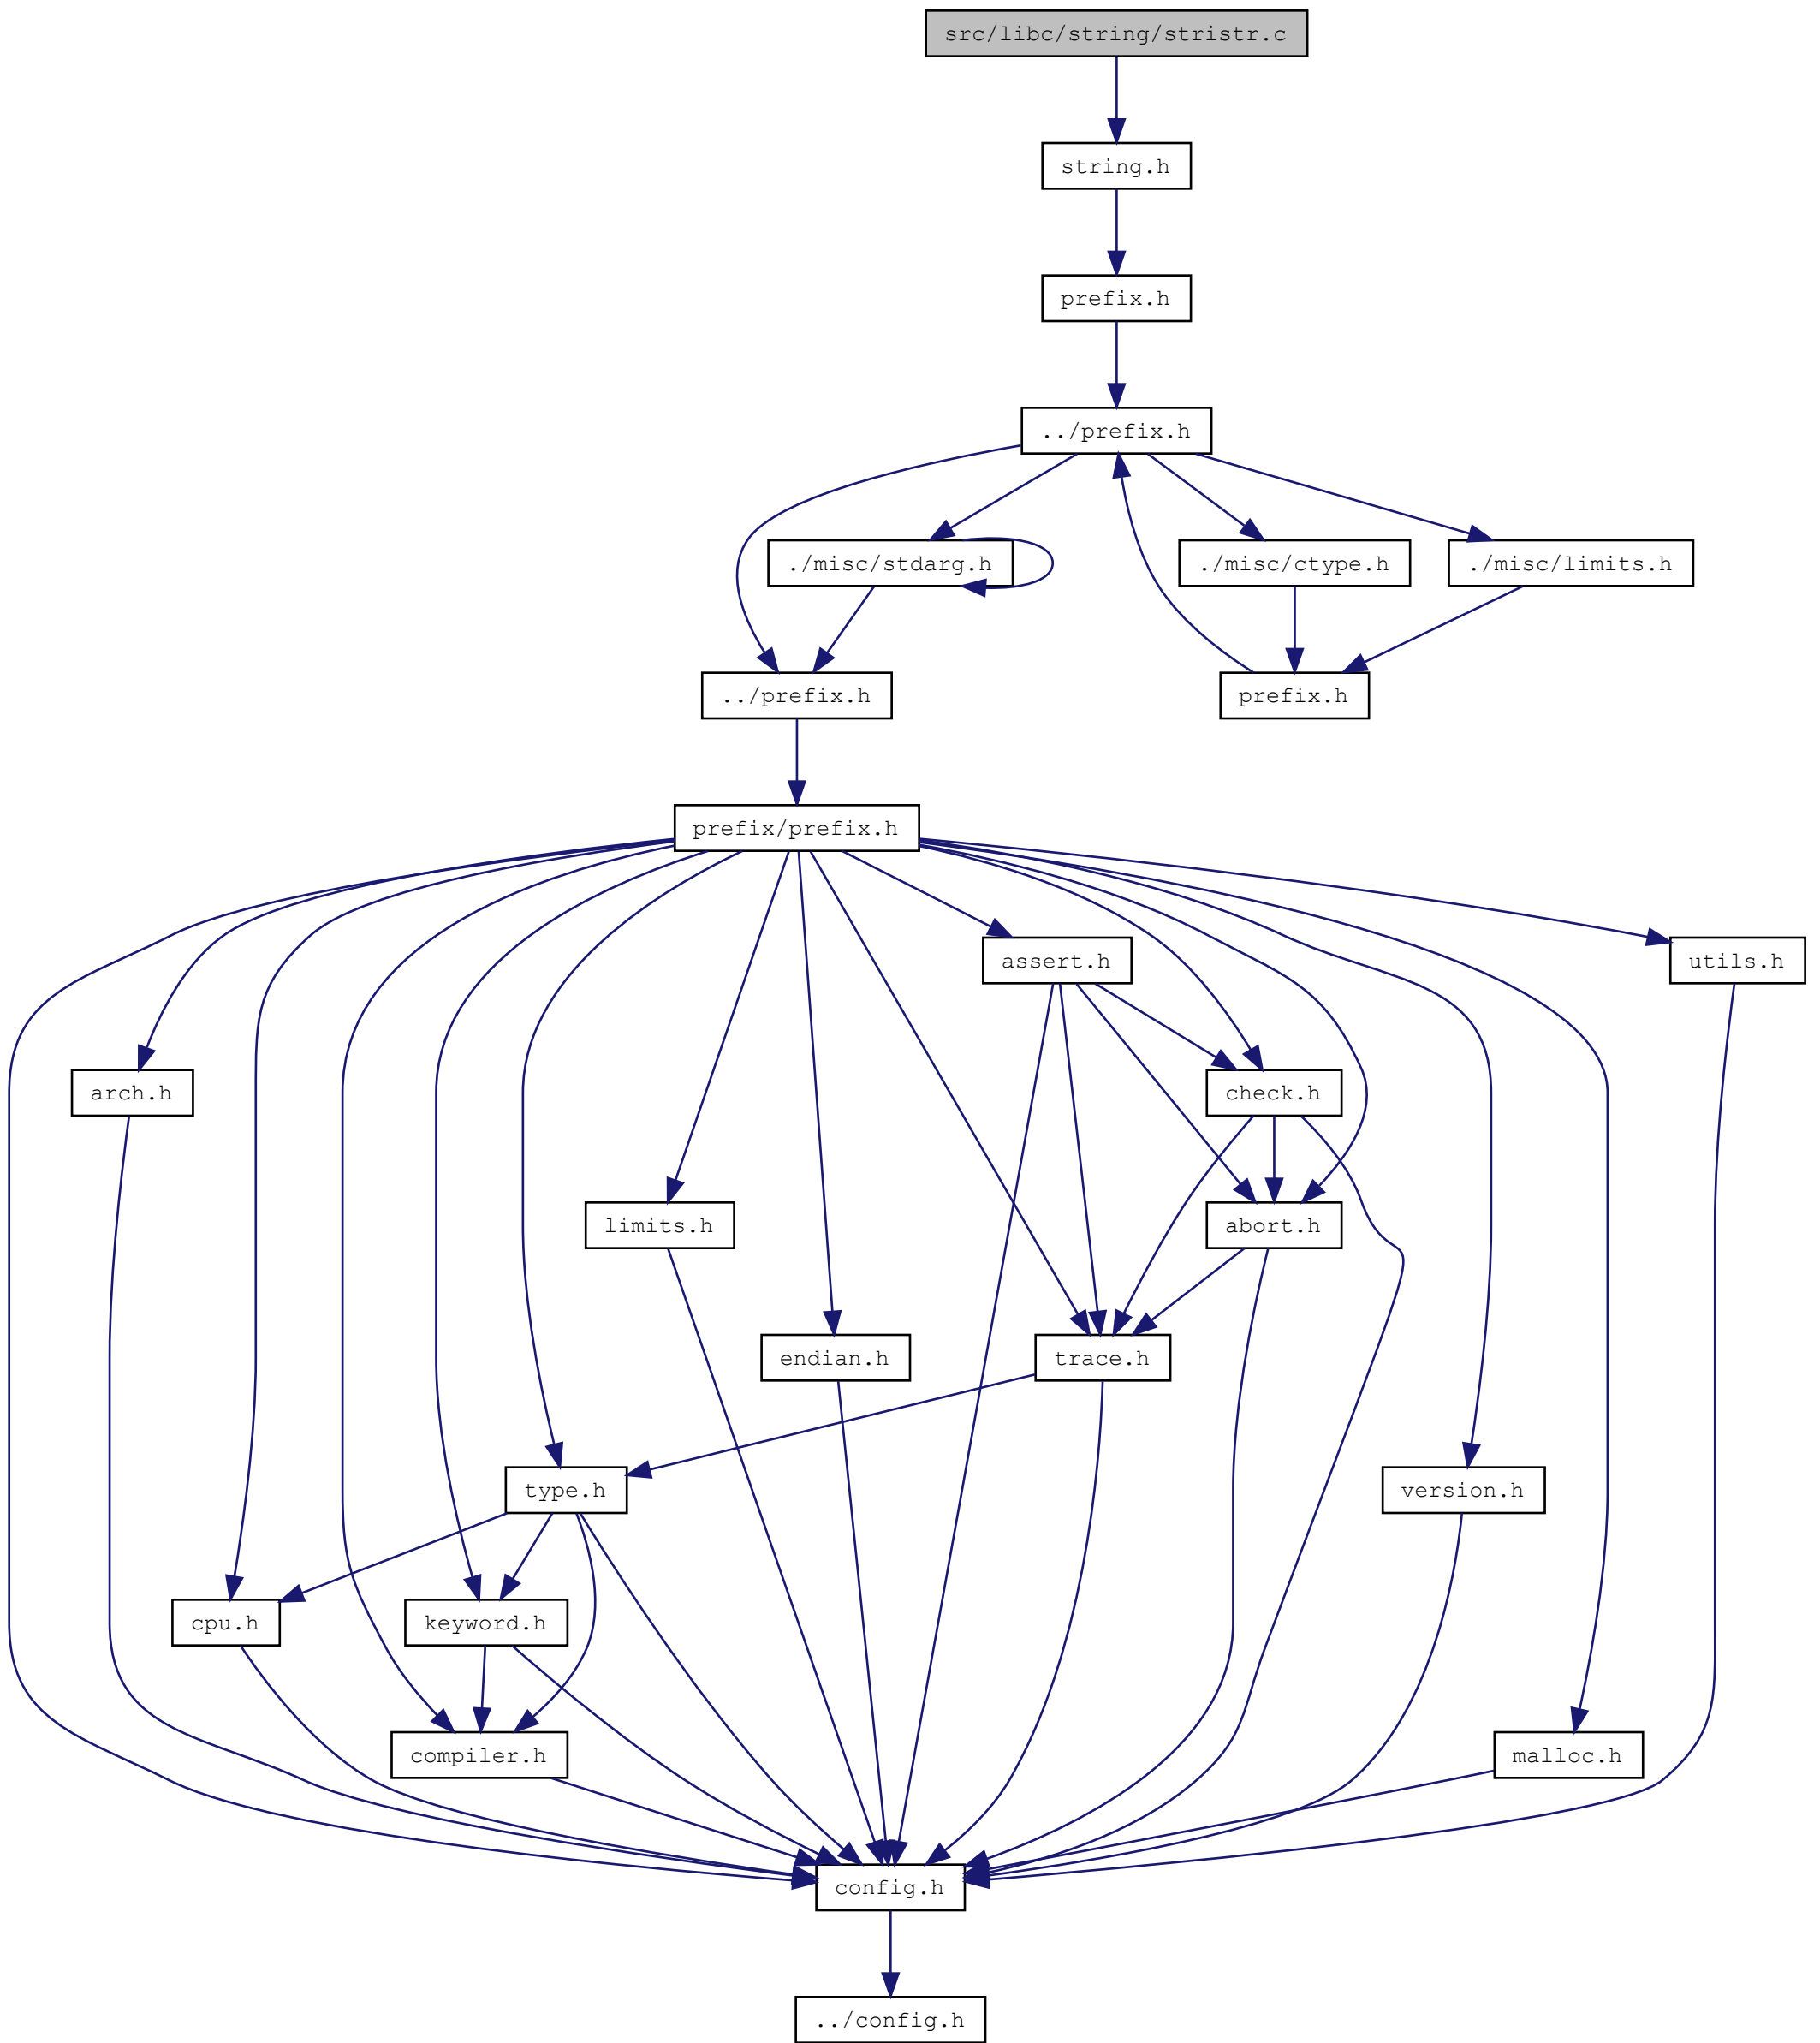 src/libc/string/stristr.c
string.h
prefix.h
../prefix.h
./misc/stdarg.h
./misc/ctype.h
./misc/limits.h
../prefix.h
prefix.h
prefix/prefix.h
assert.h
utils.h
arch.h
check.h
limits.h
abort.h
endian.h
trace.h
type.h
version.h
cpu.h
keyword.h
compiler.h
malloc.h
config.h
../config.h